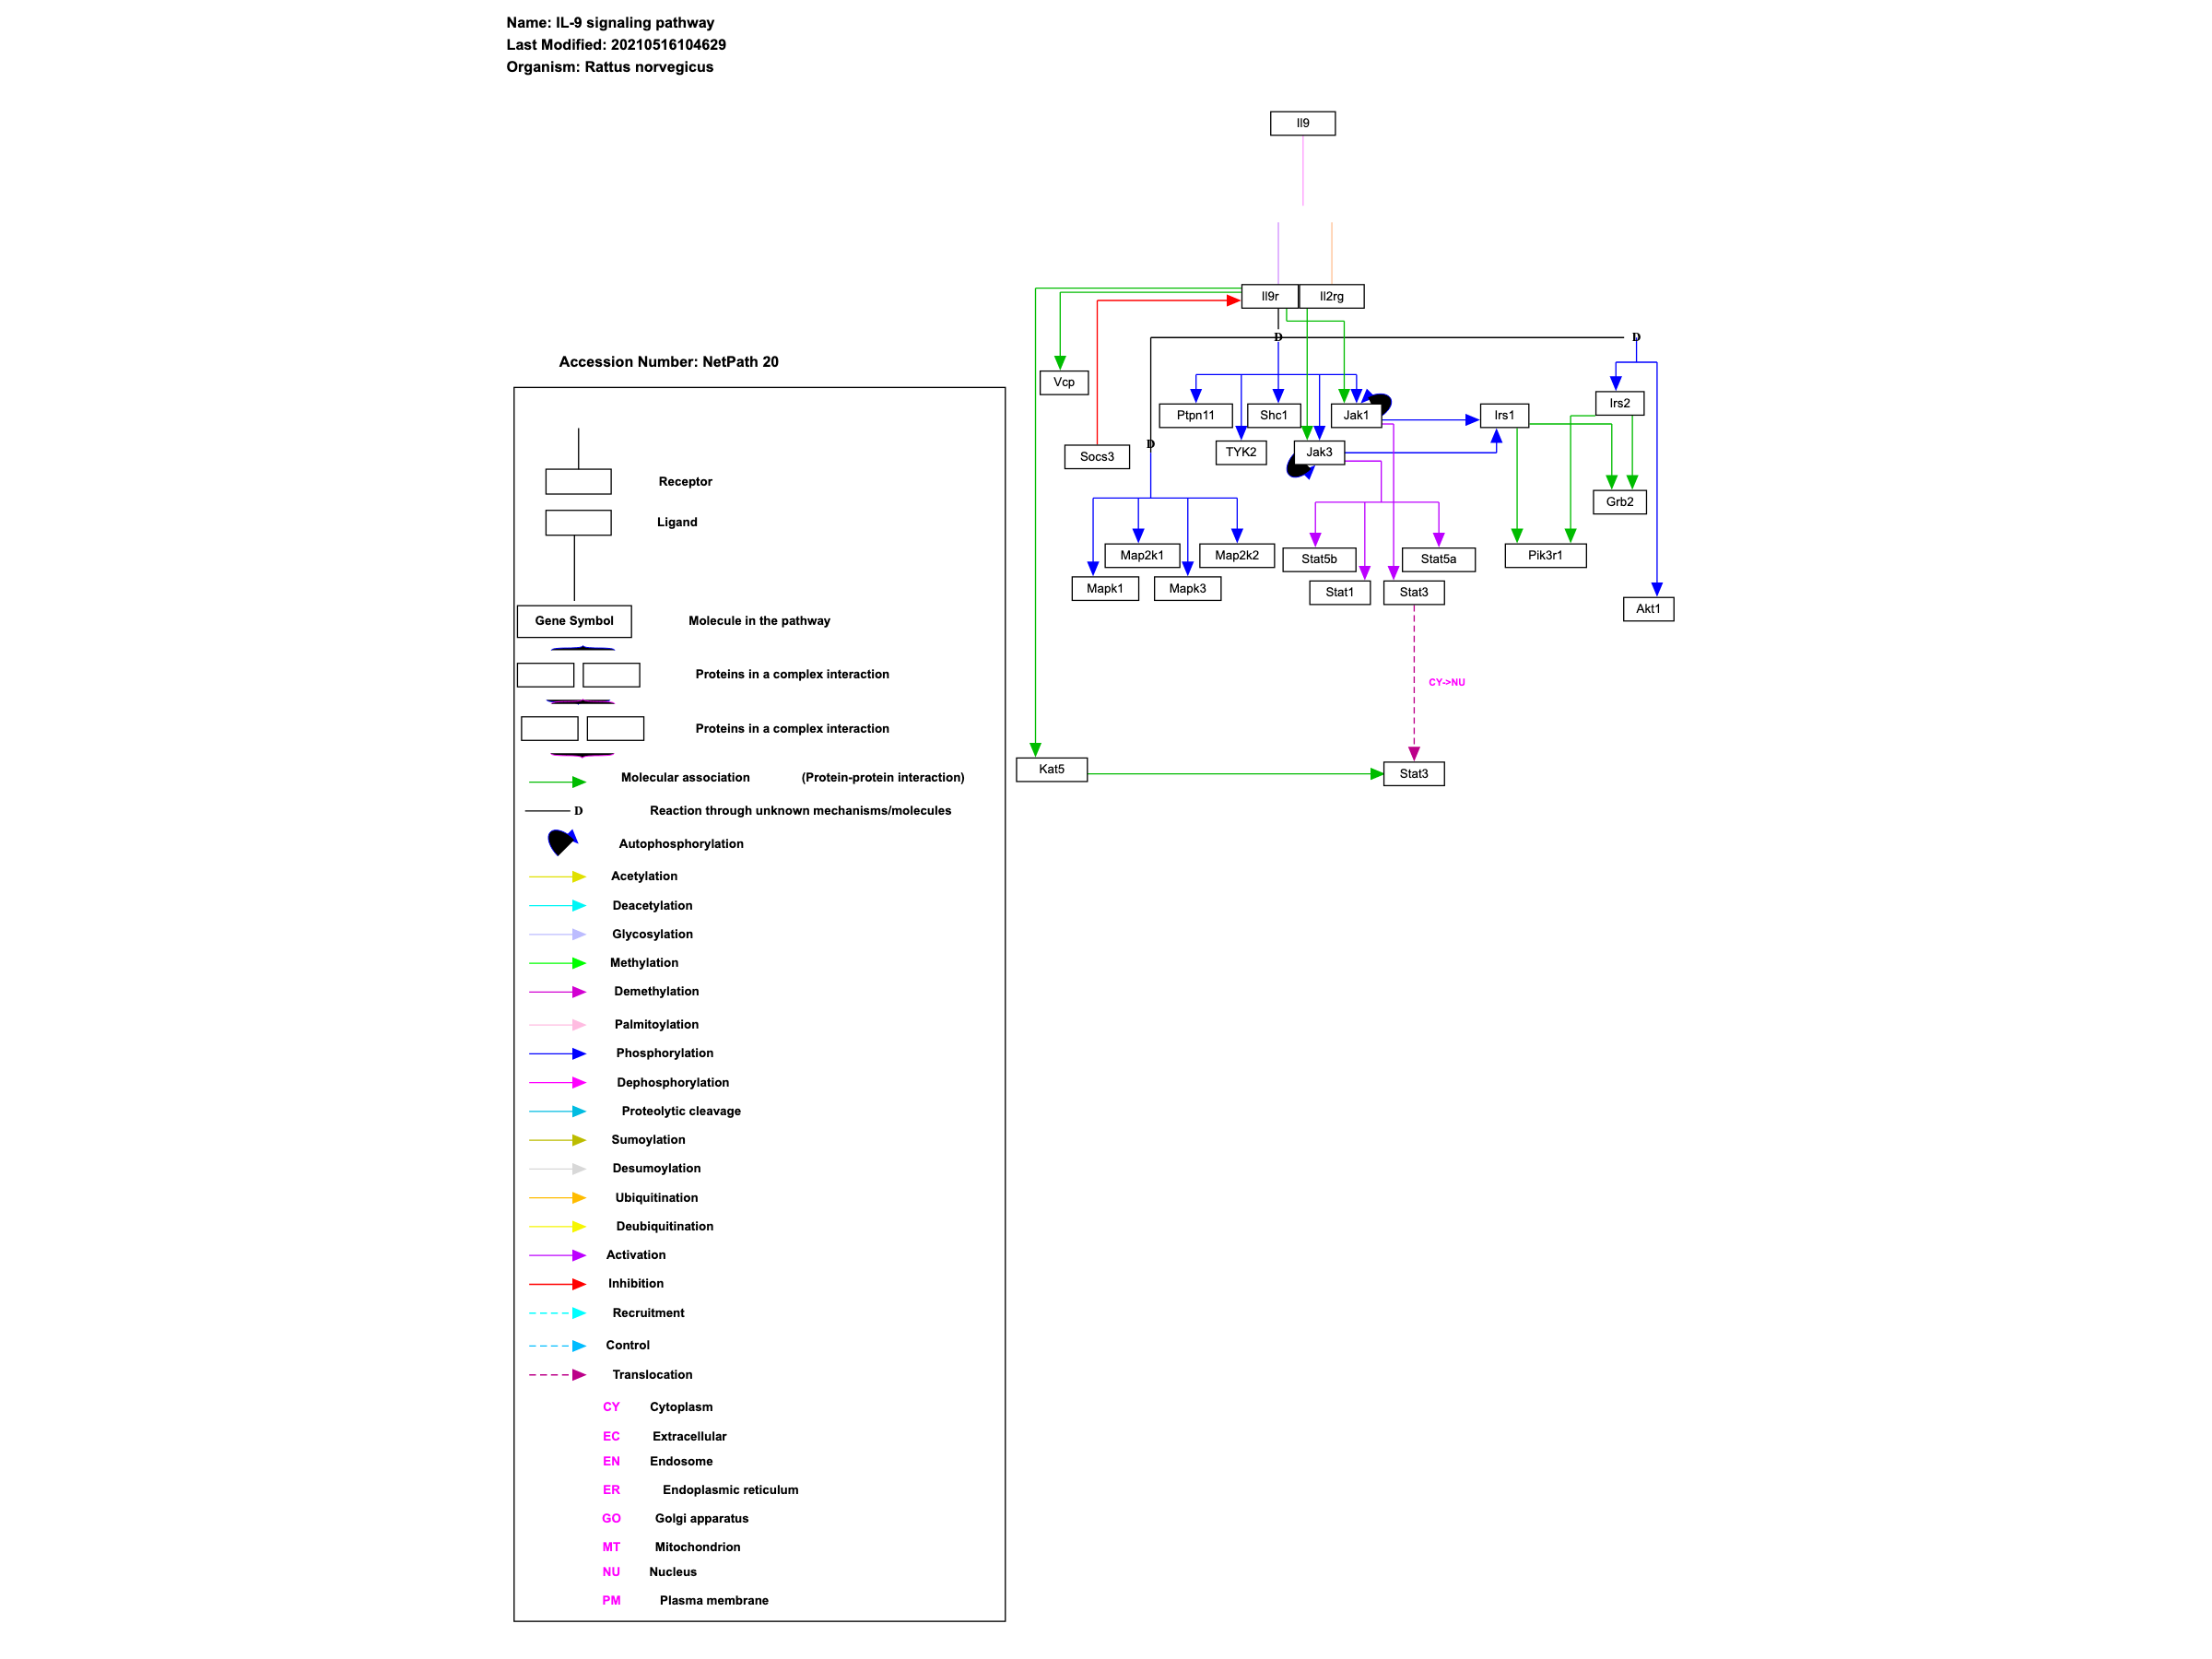 Name: IL-9 signaling pathway
Last Modified: 20210516104629
Organism: Rattus norvegicus
Il9
Il9r Il2rg
D D
Accession Number: NetPath 20
Vcp
Irs2
Ptpn11 Shc1 Jak1 Irs1
D
Socs3 TYK2 Jak3
Grb2
Map2k1 Map2k2 Stat5b Stat5a Pik3r1
Mapk1 Mapk3 Stat1 Stat3
Akt1
CY->NU
Kat5 Stat3
Receptor
Ligand
Gene Symbol Molecule in the pathway
Proteins in a complex interaction
Proteins in a complex interaction
Molecular association (Protein-protein interaction)
D Reaction through unknown mechanisms/molecules
Autophosphorylation
Acetylation
Deacetylation
Glycosylation
Methylation
Demethylation
Palmitoylation
Phosphorylation
Dephosphorylation
Proteolytic cleavage
Sumoylation
Desumoylation
Ubiquitination
Deubiquitination
Activation
Inhibition
Recruitment
Control
Translocation
CY Cytoplasm
EC Extracellular
EN Endosome
ER Endoplasmic reticulum
GO Golgi apparatus
MT Mitochondrion
NU Nucleus
PM Plasma membrane